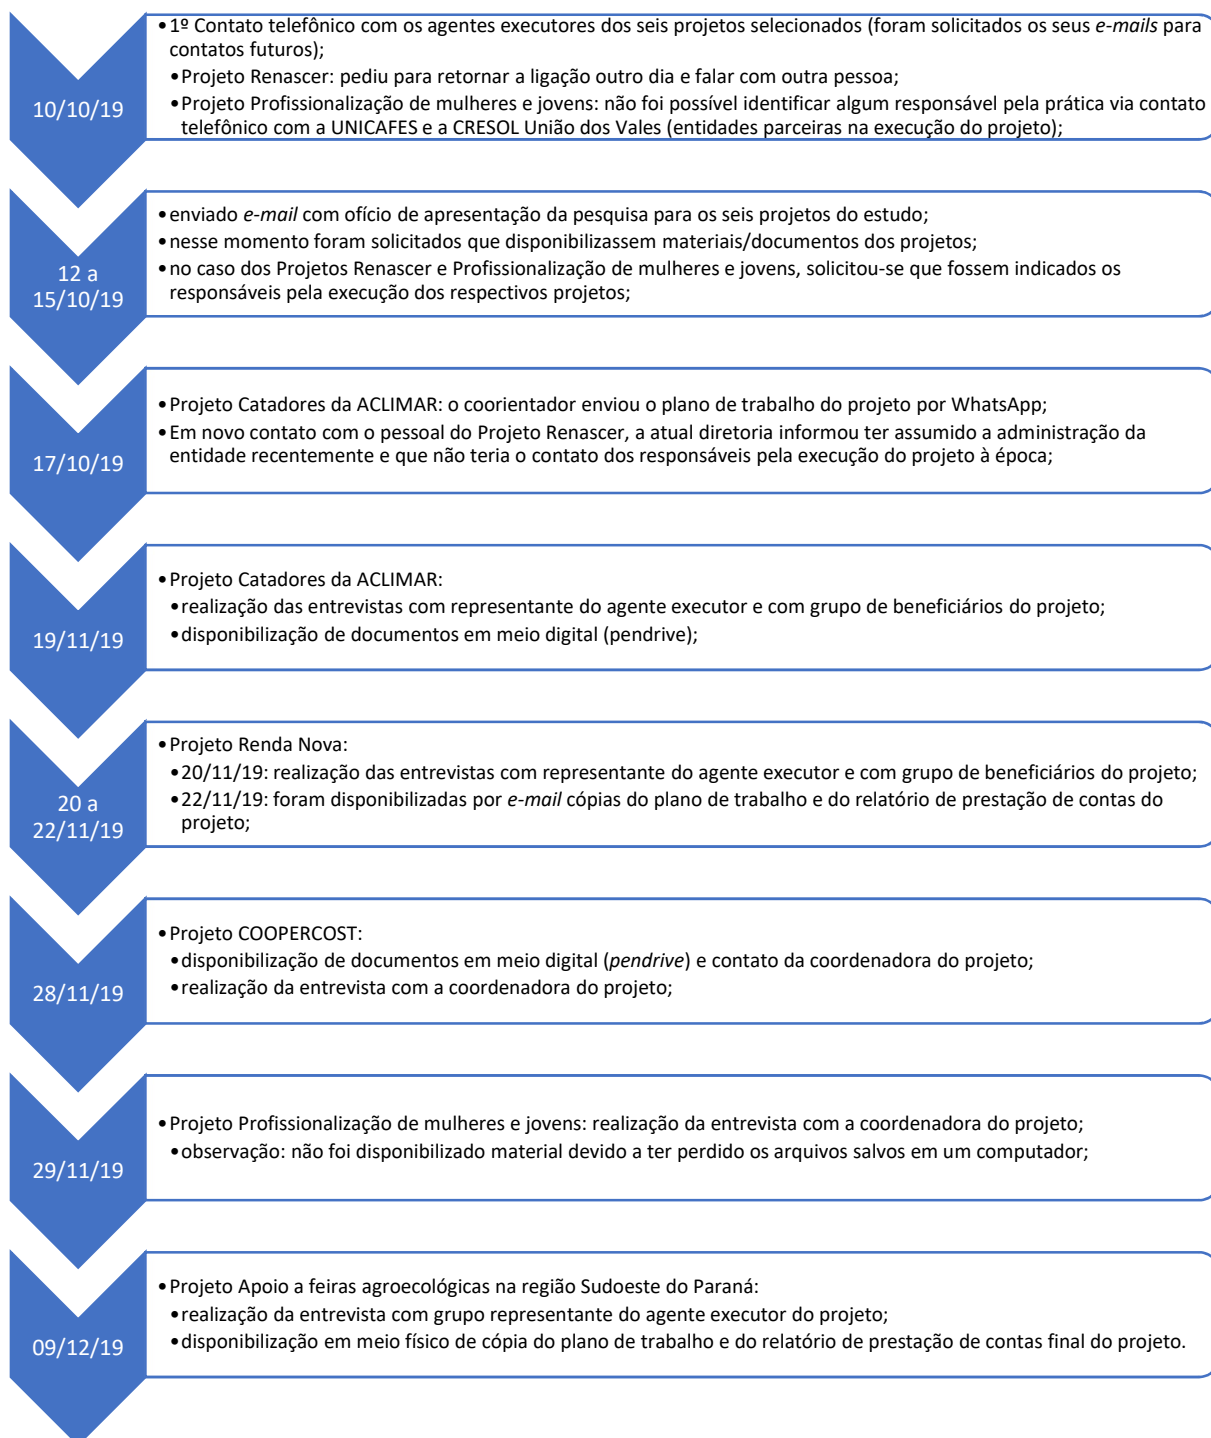 10/10/19
•1º Contato telefônico com os agentes executores dos seis projetos selecionados (foram solicitados os seus e-mails para
contatos futuros);
•Projeto Renascer: pediu para retornar a ligação outro dia e falar com outra pessoa;
•Projeto Profissionalização de mulheres e jovens: não foi possível identificar algum responsável pela prática via contato
telefônico com a UNICAFES e a CRESOL União dos Vales (entidades parceiras na execução do projeto);
12 a
15/10/19
•enviado e-mail com ofício de apresentação da pesquisa para os seis projetos do estudo;
•nesse momento foram solicitados que disponibilizassem materiais/documentos dos projetos;
•no caso dos Projetos Renascer e Profissionalização de mulheres e jovens, solicitou-se que fossem indicados os
responsáveis pela execução dos respectivos projetos;
17/10/19
•Projeto Catadores da ACLIMAR: o coorientador enviou o plano de trabalho do projeto por WhatsApp;
•Em novo contato com o pessoal do Projeto Renascer, a atual diretoria informou ter assumido a administração da
entidade recentemente e que não teria o contato dos responsáveis pela execução do projeto à época;
19/11/19
•Projeto Catadores da ACLIMAR:
•realização das entrevistas com representante do agente executor e com grupo de beneficiários do projeto;
•disponibilização de documentos em meio digital (pendrive);
20 a
22/11/19
•Projeto Renda Nova:
•20/11/19: realização das entrevistas com representante do agente executor e com grupo de beneficiários do projeto;
•22/11/19: foram disponibilizadas por e-mail cópias do plano de trabalho e do relatório de prestação de contas do
projeto;
28/11/19
•Projeto COOPERCOST:
•disponibilização de documentos em meio digital (pendrive) e contato da coordenadora do projeto;
•realização da entrevista com a coordenadora do projeto;
29/11/19
•Projeto Profissionalização de mulheres e jovens: realização da entrevista com a coordenadora do projeto;
•observação: não foi disponibilizado material devido a ter perdido os arquivos salvos em um computador;
09/12/19
•Projeto Apoio a feiras agroecológicas na região Sudoeste do Paraná:
•realização da entrevista com grupo representante do agente executor do projeto;
•disponibilização em meio físico de cópia do plano de trabalho e do relatório de prestação de contas final do projeto.